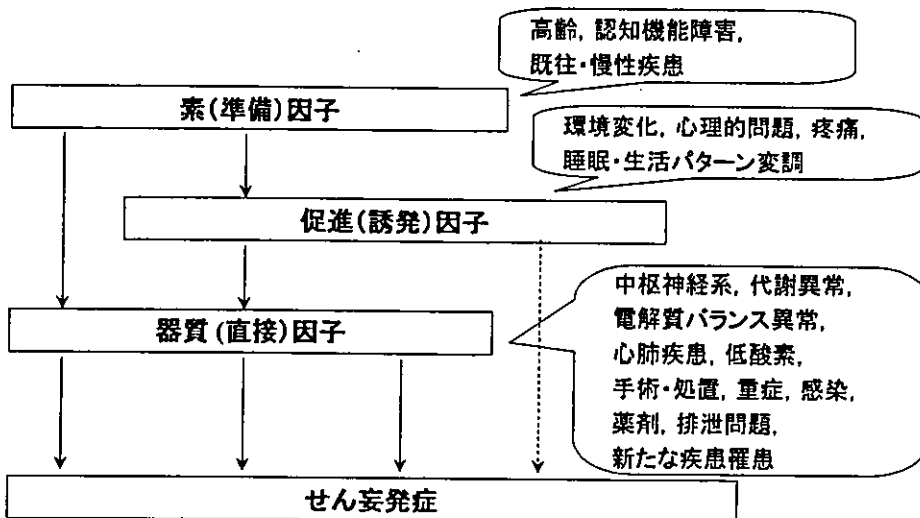 高齢, 認知機能障害,
既往・慢性疾患
素(準備)因子
環境変化, 心理的問題, 疼痛,
睡眠・生活パターン変調
促進(誘発)因子
中枢神経系, 代謝異常,
電解質バランス異常,
心肺疾患, 低酸素,
手術・処置, 重症, 感染,
薬剤, 排泄問題,
新たな疾患罹患
器質(直接)因子
せん妄発症